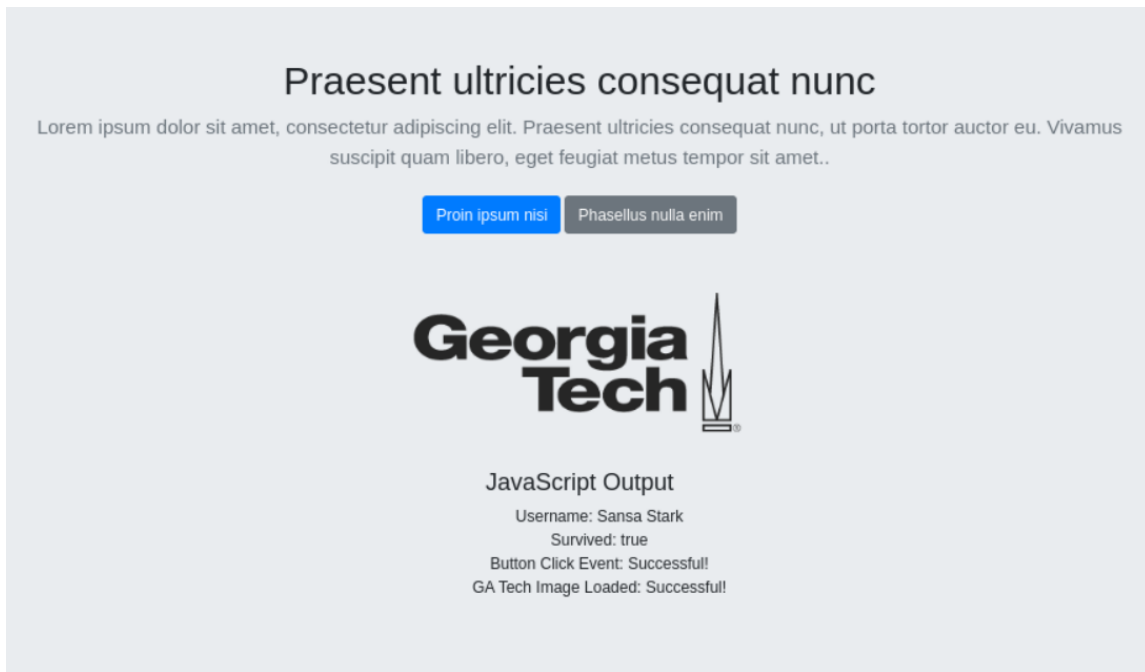 Praesent ultricies consequat nunc
Lorem ipsum dolor sit amet, consectetur adipiscing elit. Praesent ultricies consequat nunc, ut porta tortor auctor eu. Vivamus
suscipit quam libero, eget feugiat metus tempor sit amet..
Proin ipsum nisi Phasellus nulla enim
Georgia
Tech
®
JavaScript Output
Username: Sansa Stark
Survived: true
Button Click Event: Successful!
GA Tech Image Loaded: Successful!